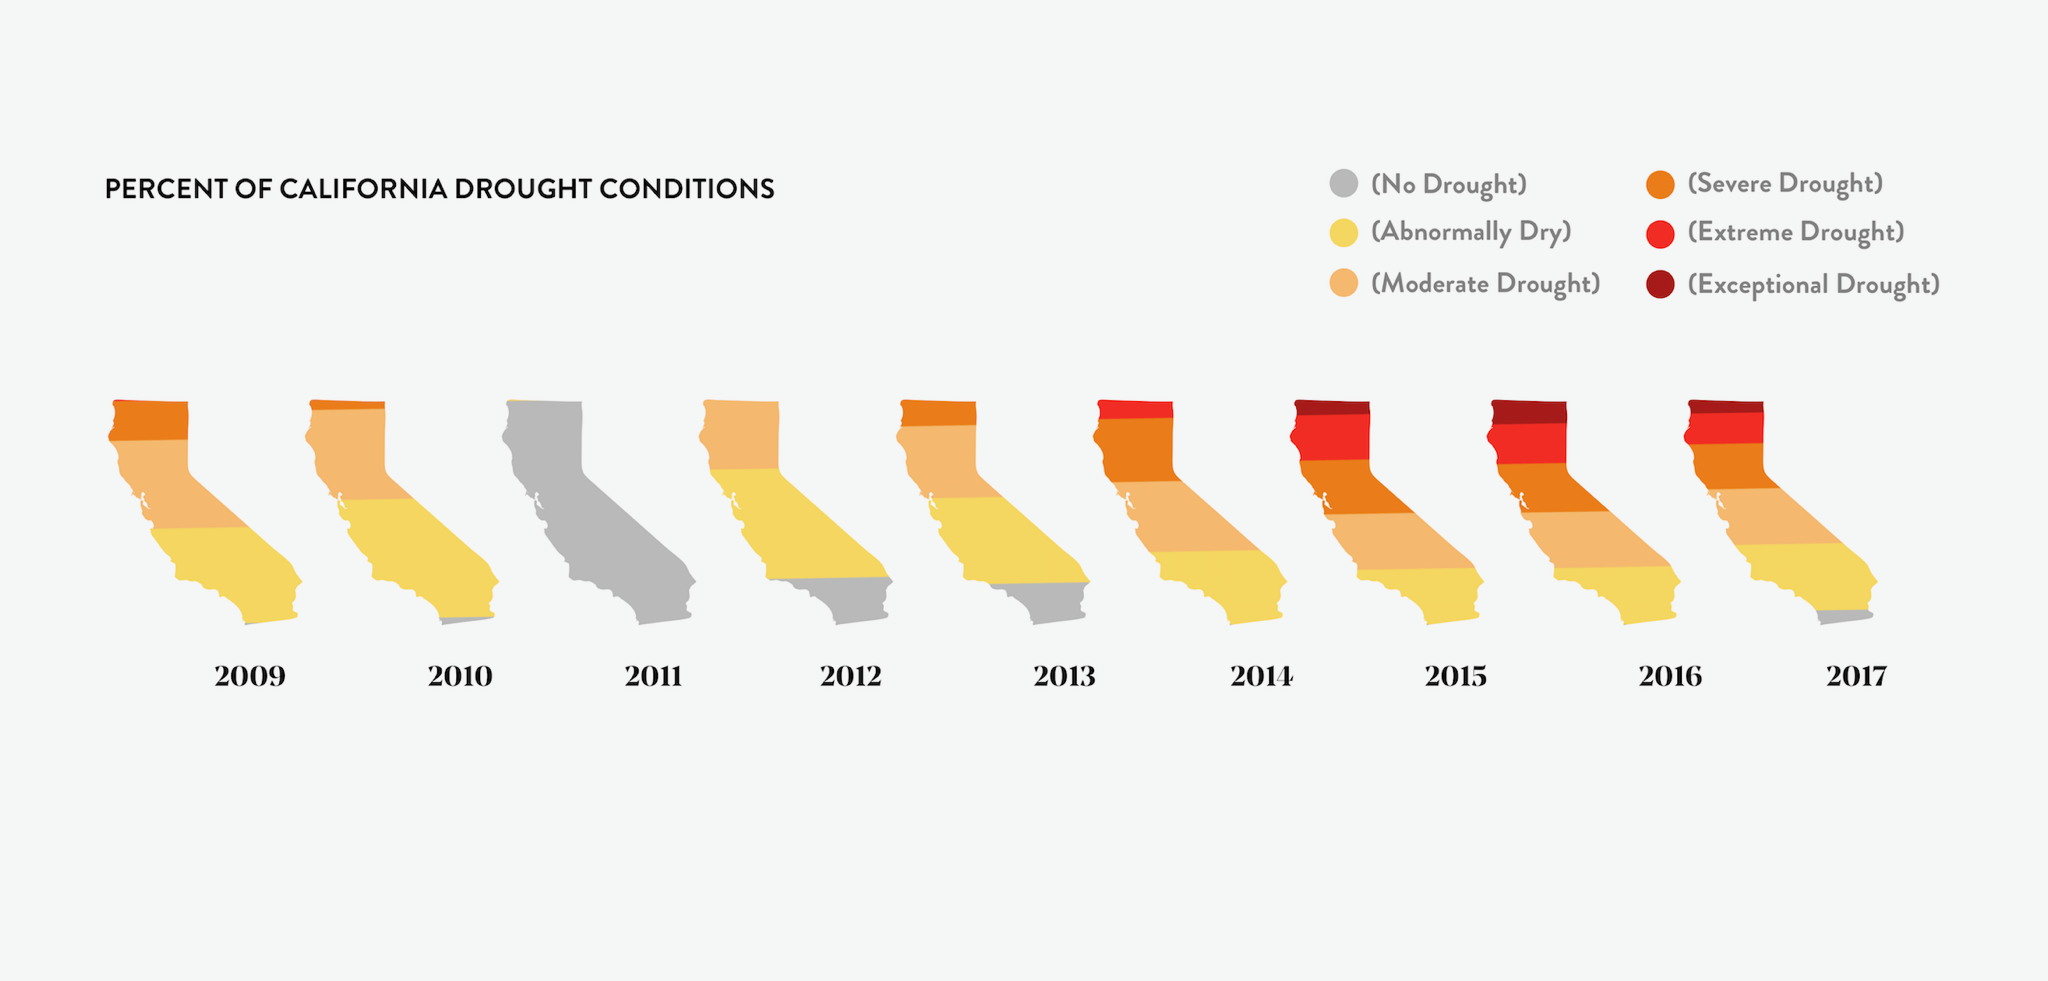 PERCENT OF CALIFORNIA DROUGHT CONDITIONS
(No Drought)
(Abnormally Dry)
(Moderate Drought)
(Severe Drought)
(Extreme Drought)
(Exceptional Drought)
2009
2010
2011
2012
2013
2014
2015
2016
2017